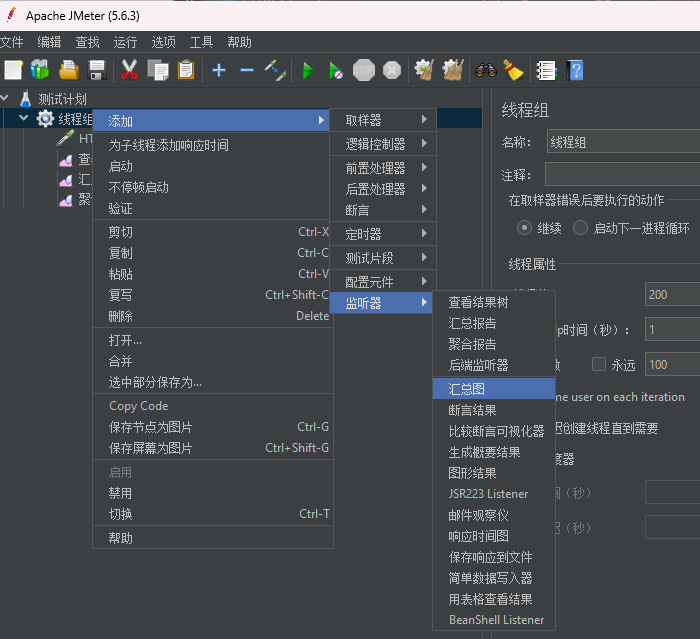 Apache JMeter (5.6.3)
文件 编辑 查找 运行 选项 工具 帮助
测试计划
线程组
HT
查
汇
聚
添加
为子线程添加响应时间
启动
不停顿启动
验证
剪切 Ctrl-X
复制 Ctrl-C
粘贴 Ctrl-V
复写 Ctrl+Shift-C
删除 Delete
打开...
合并
选中部分保存为...
Copy Code
保存节点为图片 Ctrl-G
保存屏幕为图片 Ctrl+Shift-G
启用
禁用
切换 Ctrl-T
帮助
取样器
逻辑控制器
前置处理器
后置处理器
断言
定时器
测试片段
配置元件
监听器
查看结果树
汇总报告
聚合报告
后端监听器
汇总图
断言结果
比较断言可视化器
生成概要结果
图形结果
JSR223 Listener
邮件观察仪
响应时间图
保存响应到文件
简单数据写入器
用表格查看结果
BeanShell Listener
线程组
名称： 线程组
注释：
在取样器错误后要执行的动作
继续 启动下一进程循环
线程属性
200
p时间（秒）： 1
永远 100
me user on each iteration
创建线程直到需要
度器
（秒）
（秒）